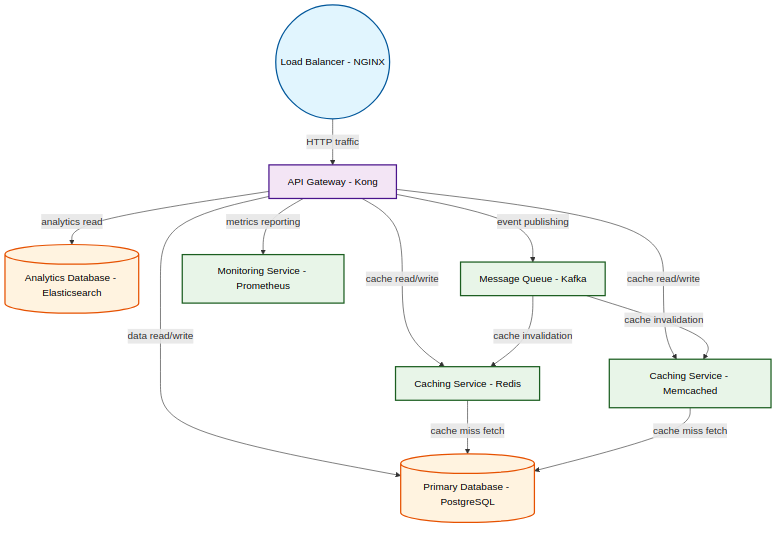 Load Balancer - NGINX
HTTP traffic
API Gateway - Kong
analytics read
metrics reporting
event publishing
Analytics Database -
Elasticsearch
Monitoring Service -
Prometheus
cache read/write
Message Queue - Kafka
cache read/write
data read/write
cache invalidation
cache invalidation
Caching Service - Redis
Caching Service -
Memcached
cache miss fetch
cache miss fetch
Primary Database -
PostgreSQL